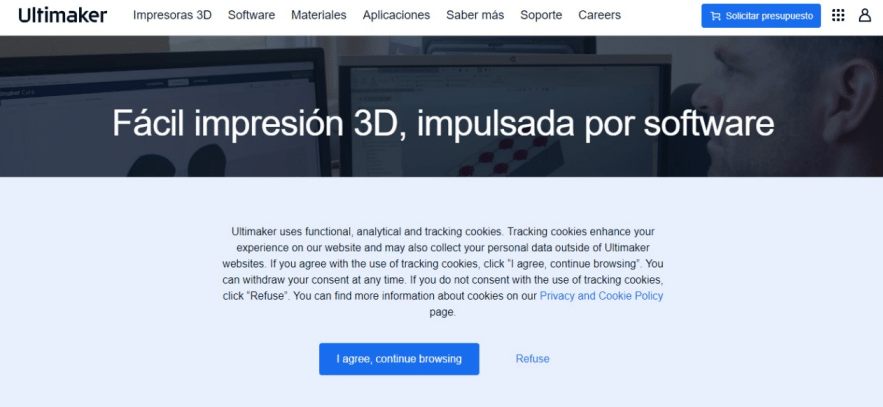 Ultimaker
Impresoras 3D Software Materiales Aplicaciones Saber más Soporte Careers
Solicitar presupuesto
Fácil impresión 3D, impulsada por software
Ultimaker uses functional, analytical and tracking cookies. Tracking cookies enhance your
experience on our website and may also collect your personal data outside of Ultimaker
websites. If you agree with the use of tracking cookies, click "I agree, continue browsing". You
can withdraw your consent at any time. If you do not consent with the use of tracking cookies,
click "Refuse". You can find more information about cookies on our Privacy and Cookie Policy
page.
I agree, continue browsing
Refuse